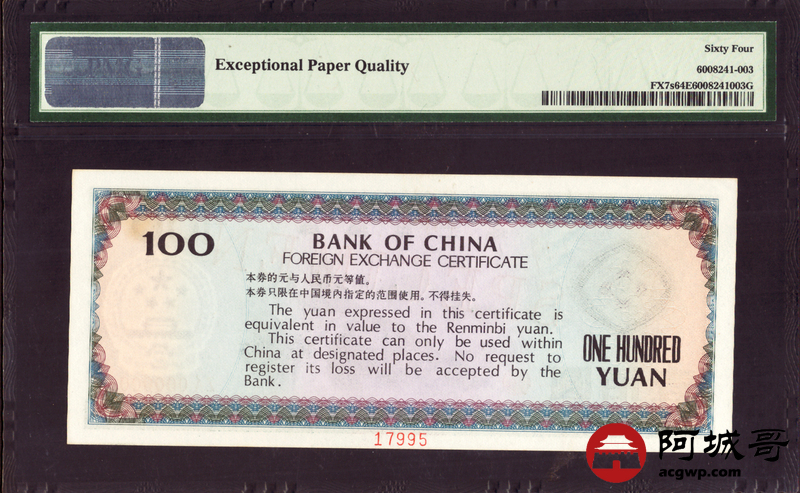 Exceptional Paper Quality
Sixty Four
6008241-003
FX7s64E6008241003G
100
BANK OF CHINA
FOREIGN EXCHANGE CERTIFICATE
本券的元与人民币元等值。
本券只限在中国境内指定的范围使用。不得挂失。
The yuan expressed in this certificate is
equivalent in value to the Renminbi yuan.
This certificate can only be used within
China at designated places. No request to
register its loss will be accepted by the
Bank.
ONE HUNDRED
YUAN
17995
阿城哥
acgwp.com